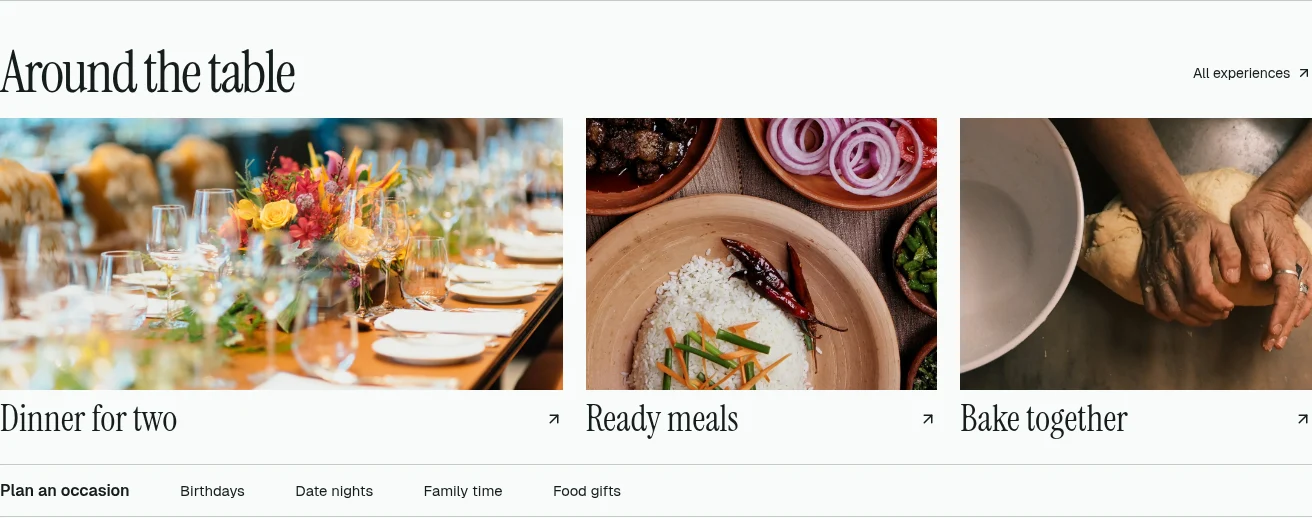 Around the table
All experiences
Dinner for two
Ready meals
Bake together
Plan an occasion
Birthdays
Date nights
Family time
Food gifts